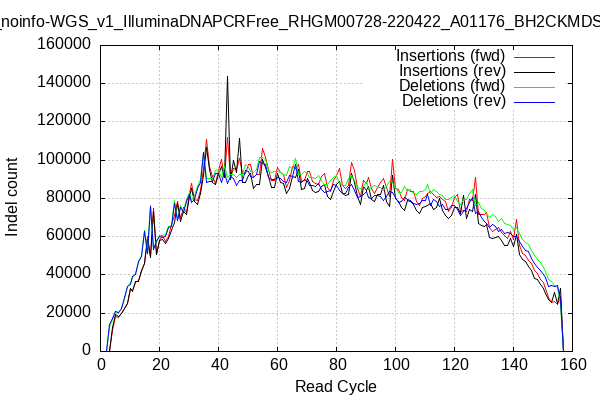 _noinfo-WGS_v1_IlluminaDNAPCRFree_RHGM00728-220422_A01176_BH2CKMDS
160000
140000
120000
100000
80000
60000
40000
20000
0
Indel count
Insertions (fwd)
Insertions (rev)
Deletions (fwd)
Deletions (rev)
0 20 40 60 80 100 120 140 160
Read Cycle